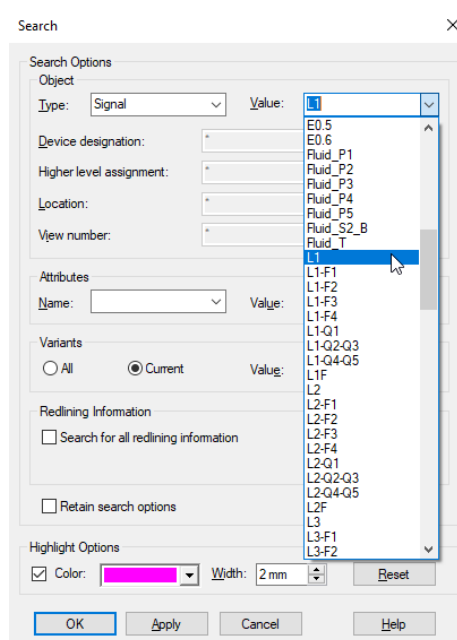 Search
Search Options
Object
Type: Signal Value: L1
Device designation: *
Higher level assignment: *
Location: *
View number: *
E0.5
E0.6
Fluid_P1
Fluid_P2
Fluid_P3
Fluid_P4
Fluid_P5
Fluid_S2_B
Fluid_T
L1
L1-F1
L1-F2
L1-F3
L1-F4
L1-Q1
L1-Q2-Q3
L1-Q4-Q5
L1F
L2
L2-F1
L2-F2
L2-F3
L2-F4
L2-Q1
L2-Q2-Q3
L2-Q4-Q5
L2F
L3
L3-F1
L3-F2
Attributes
Name: Value:
Variants
All Current Value:
Redlining Information
Search for all redlining information
Retain search options
Highlight Options
Color: Width: 2 mm Reset
OK Apply Cancel Help